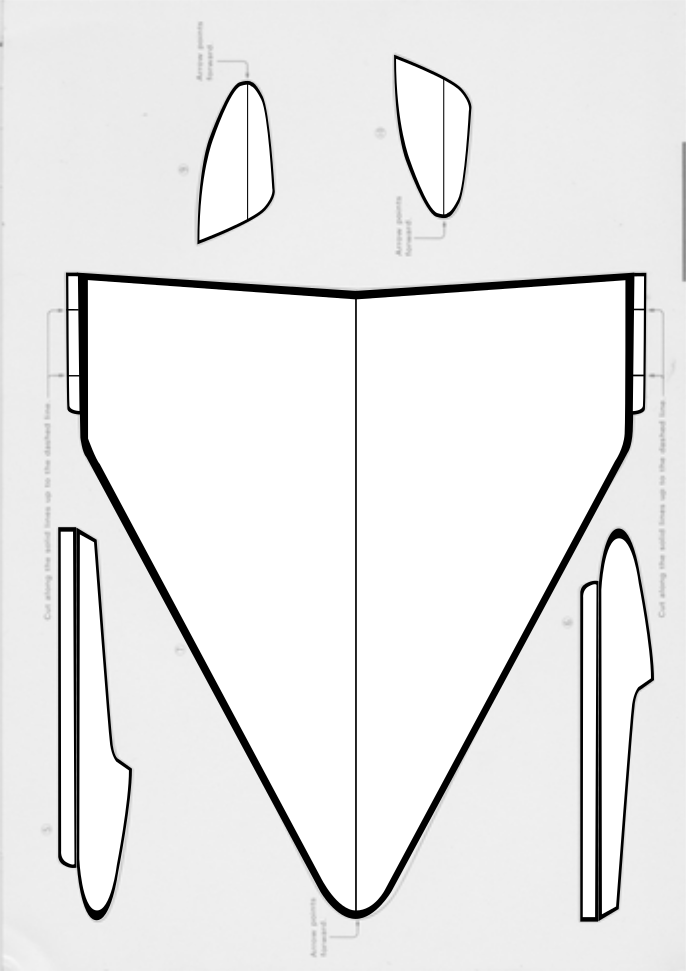 Arrow points
forward.
9
Arrow points
forward.
Cut along the solid lines up to the dashed line
Cut along the solid lines up to the dashed line
6
7
5
Arrow points
forward.